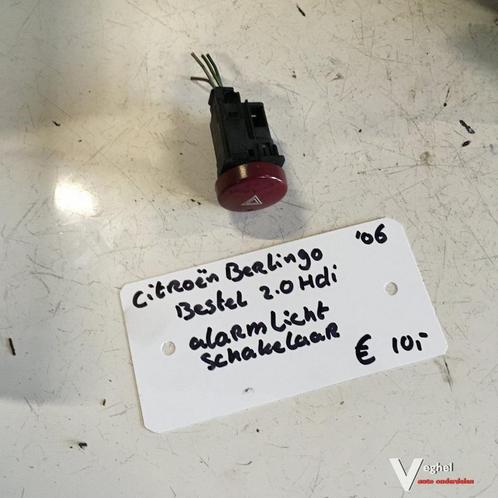 Citroën Berlingo '06
Bestel 2.0 Hdi
alarmlicht
schakelaar
€ 10,-
Veghel
auto onderdelen